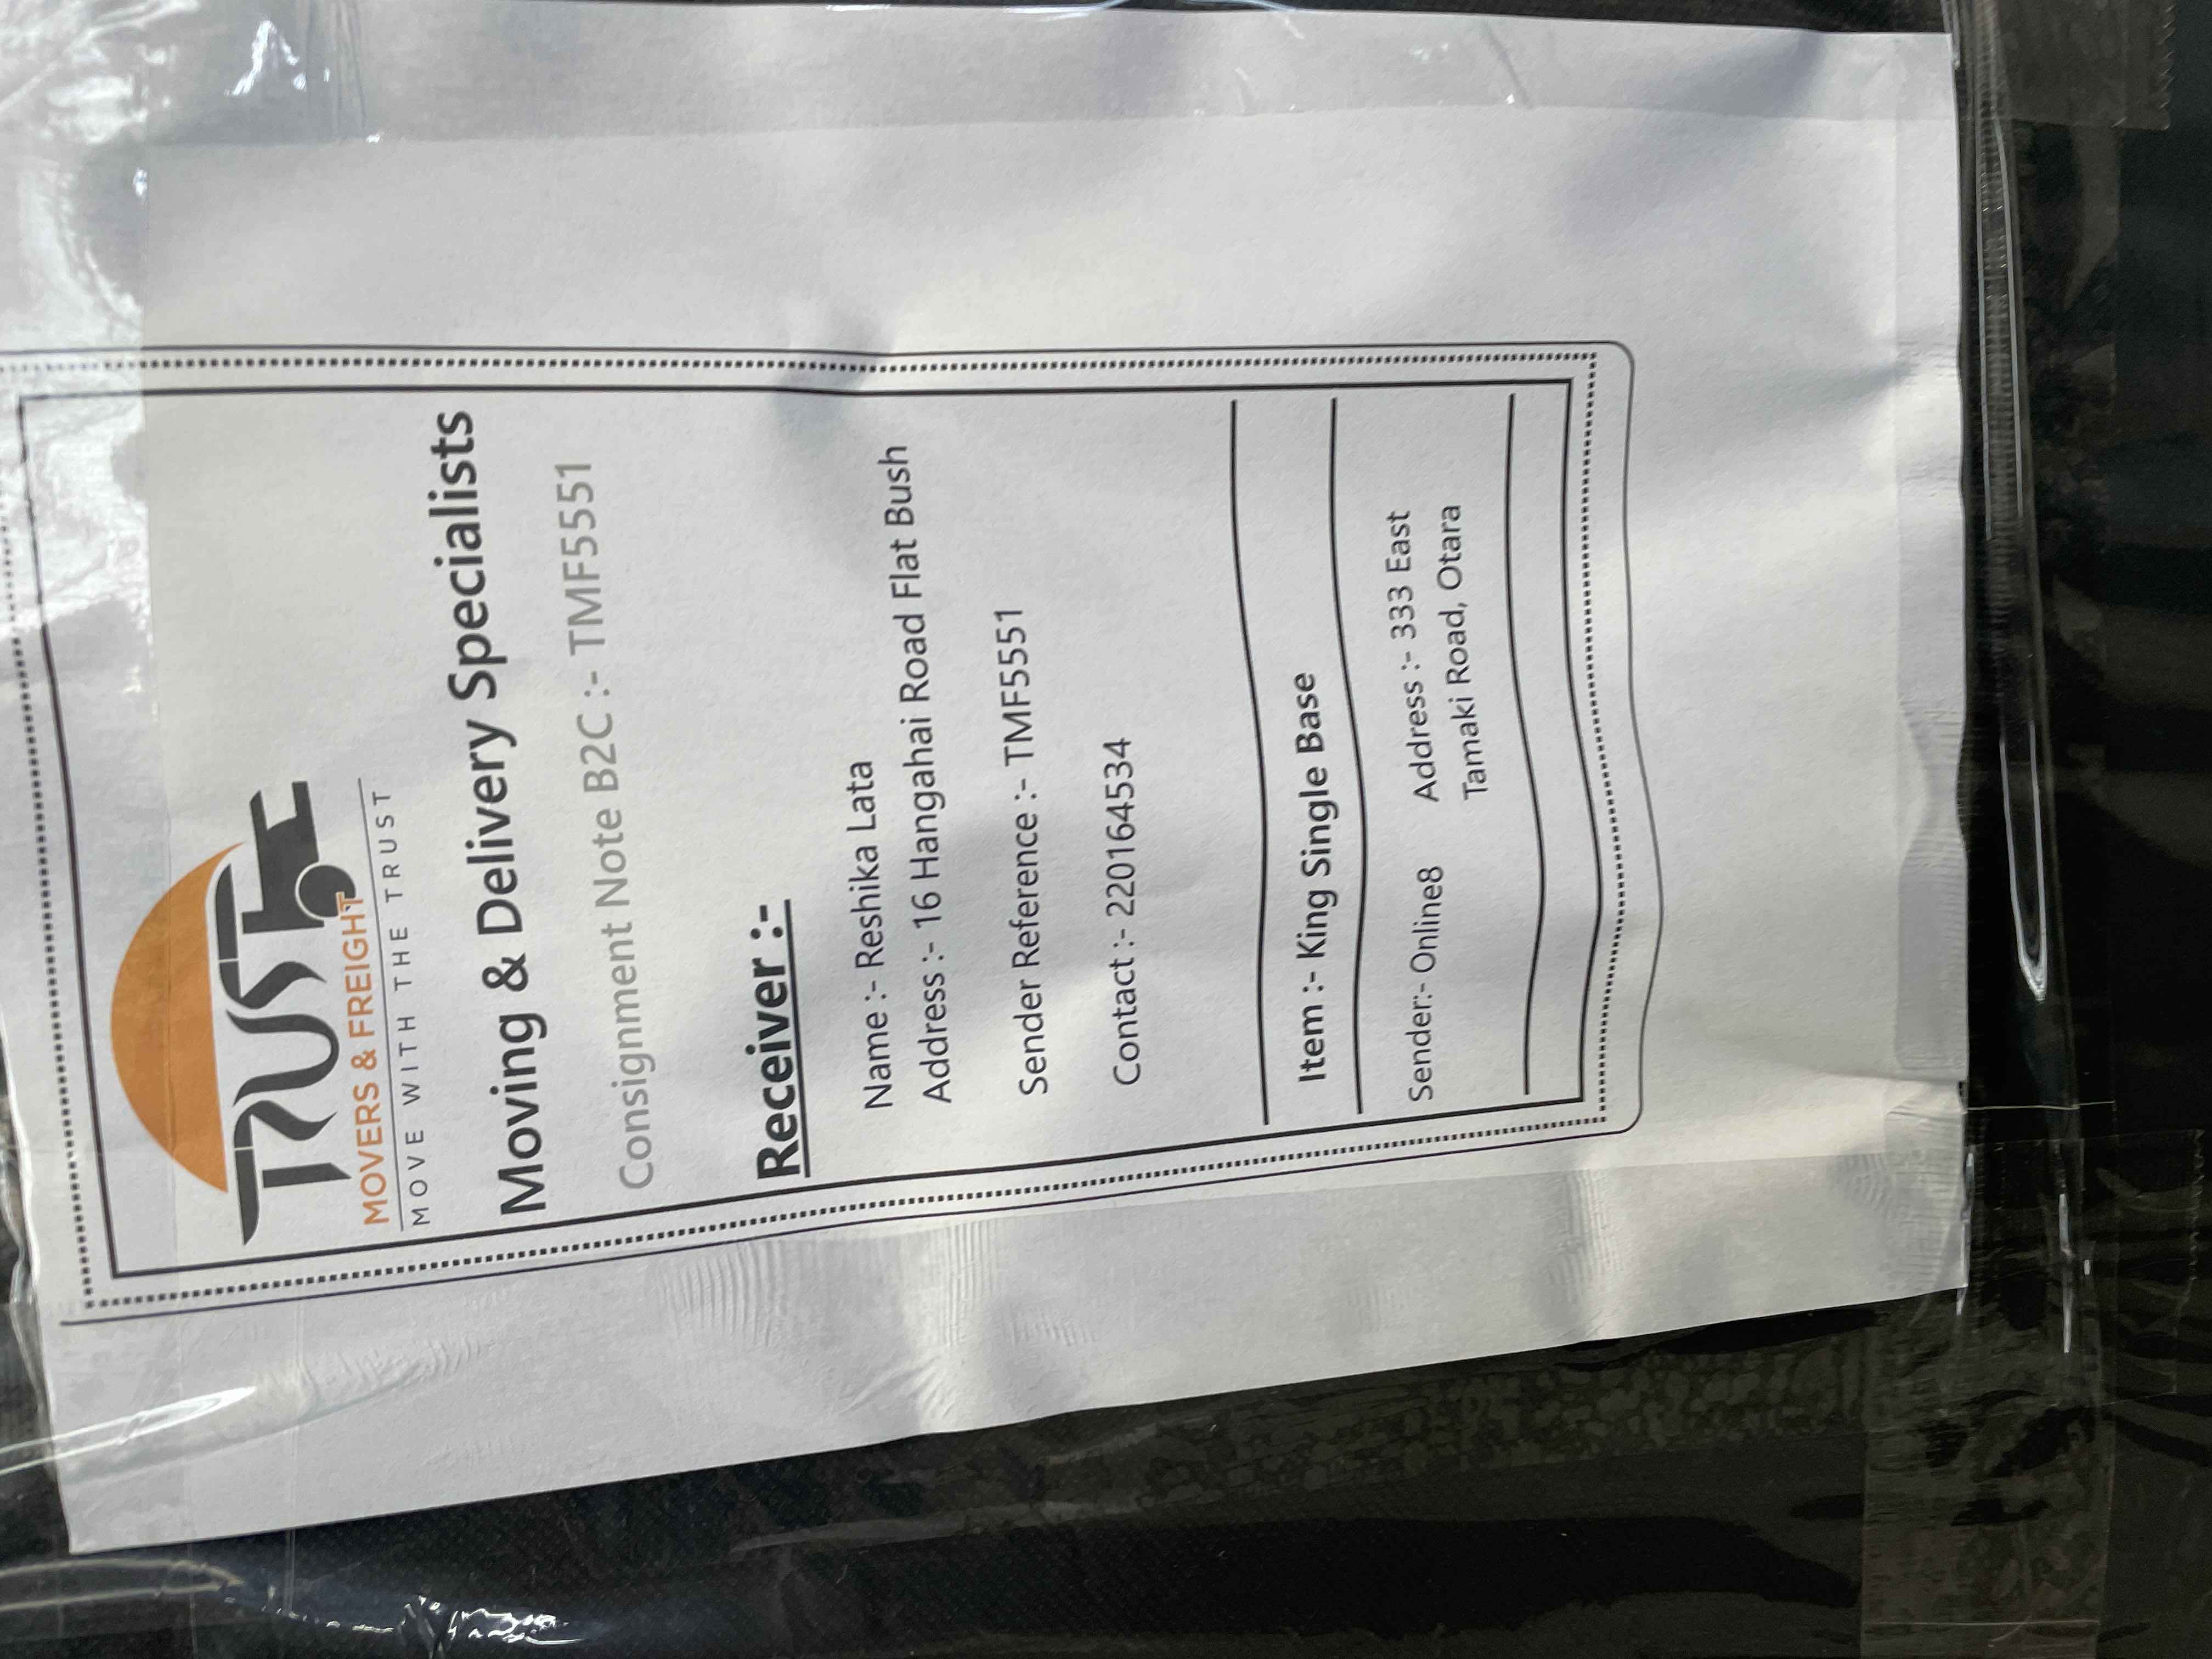 TRUST
MOVERS & FREIGHT
MOVE WITH THE TRUST
Moving & Delivery Specialists
Consignment Note B2C :- TMF5551
Receiver :-
Name :- Reshika Lata
Address :- 16 Hangahai Road Flat Bush
Sender Reference :- TMF5551
Contact :- 220164534
Item :- King Single Base
Sender:- Online8 Address :- 333 East
Tamaki Road, Otara